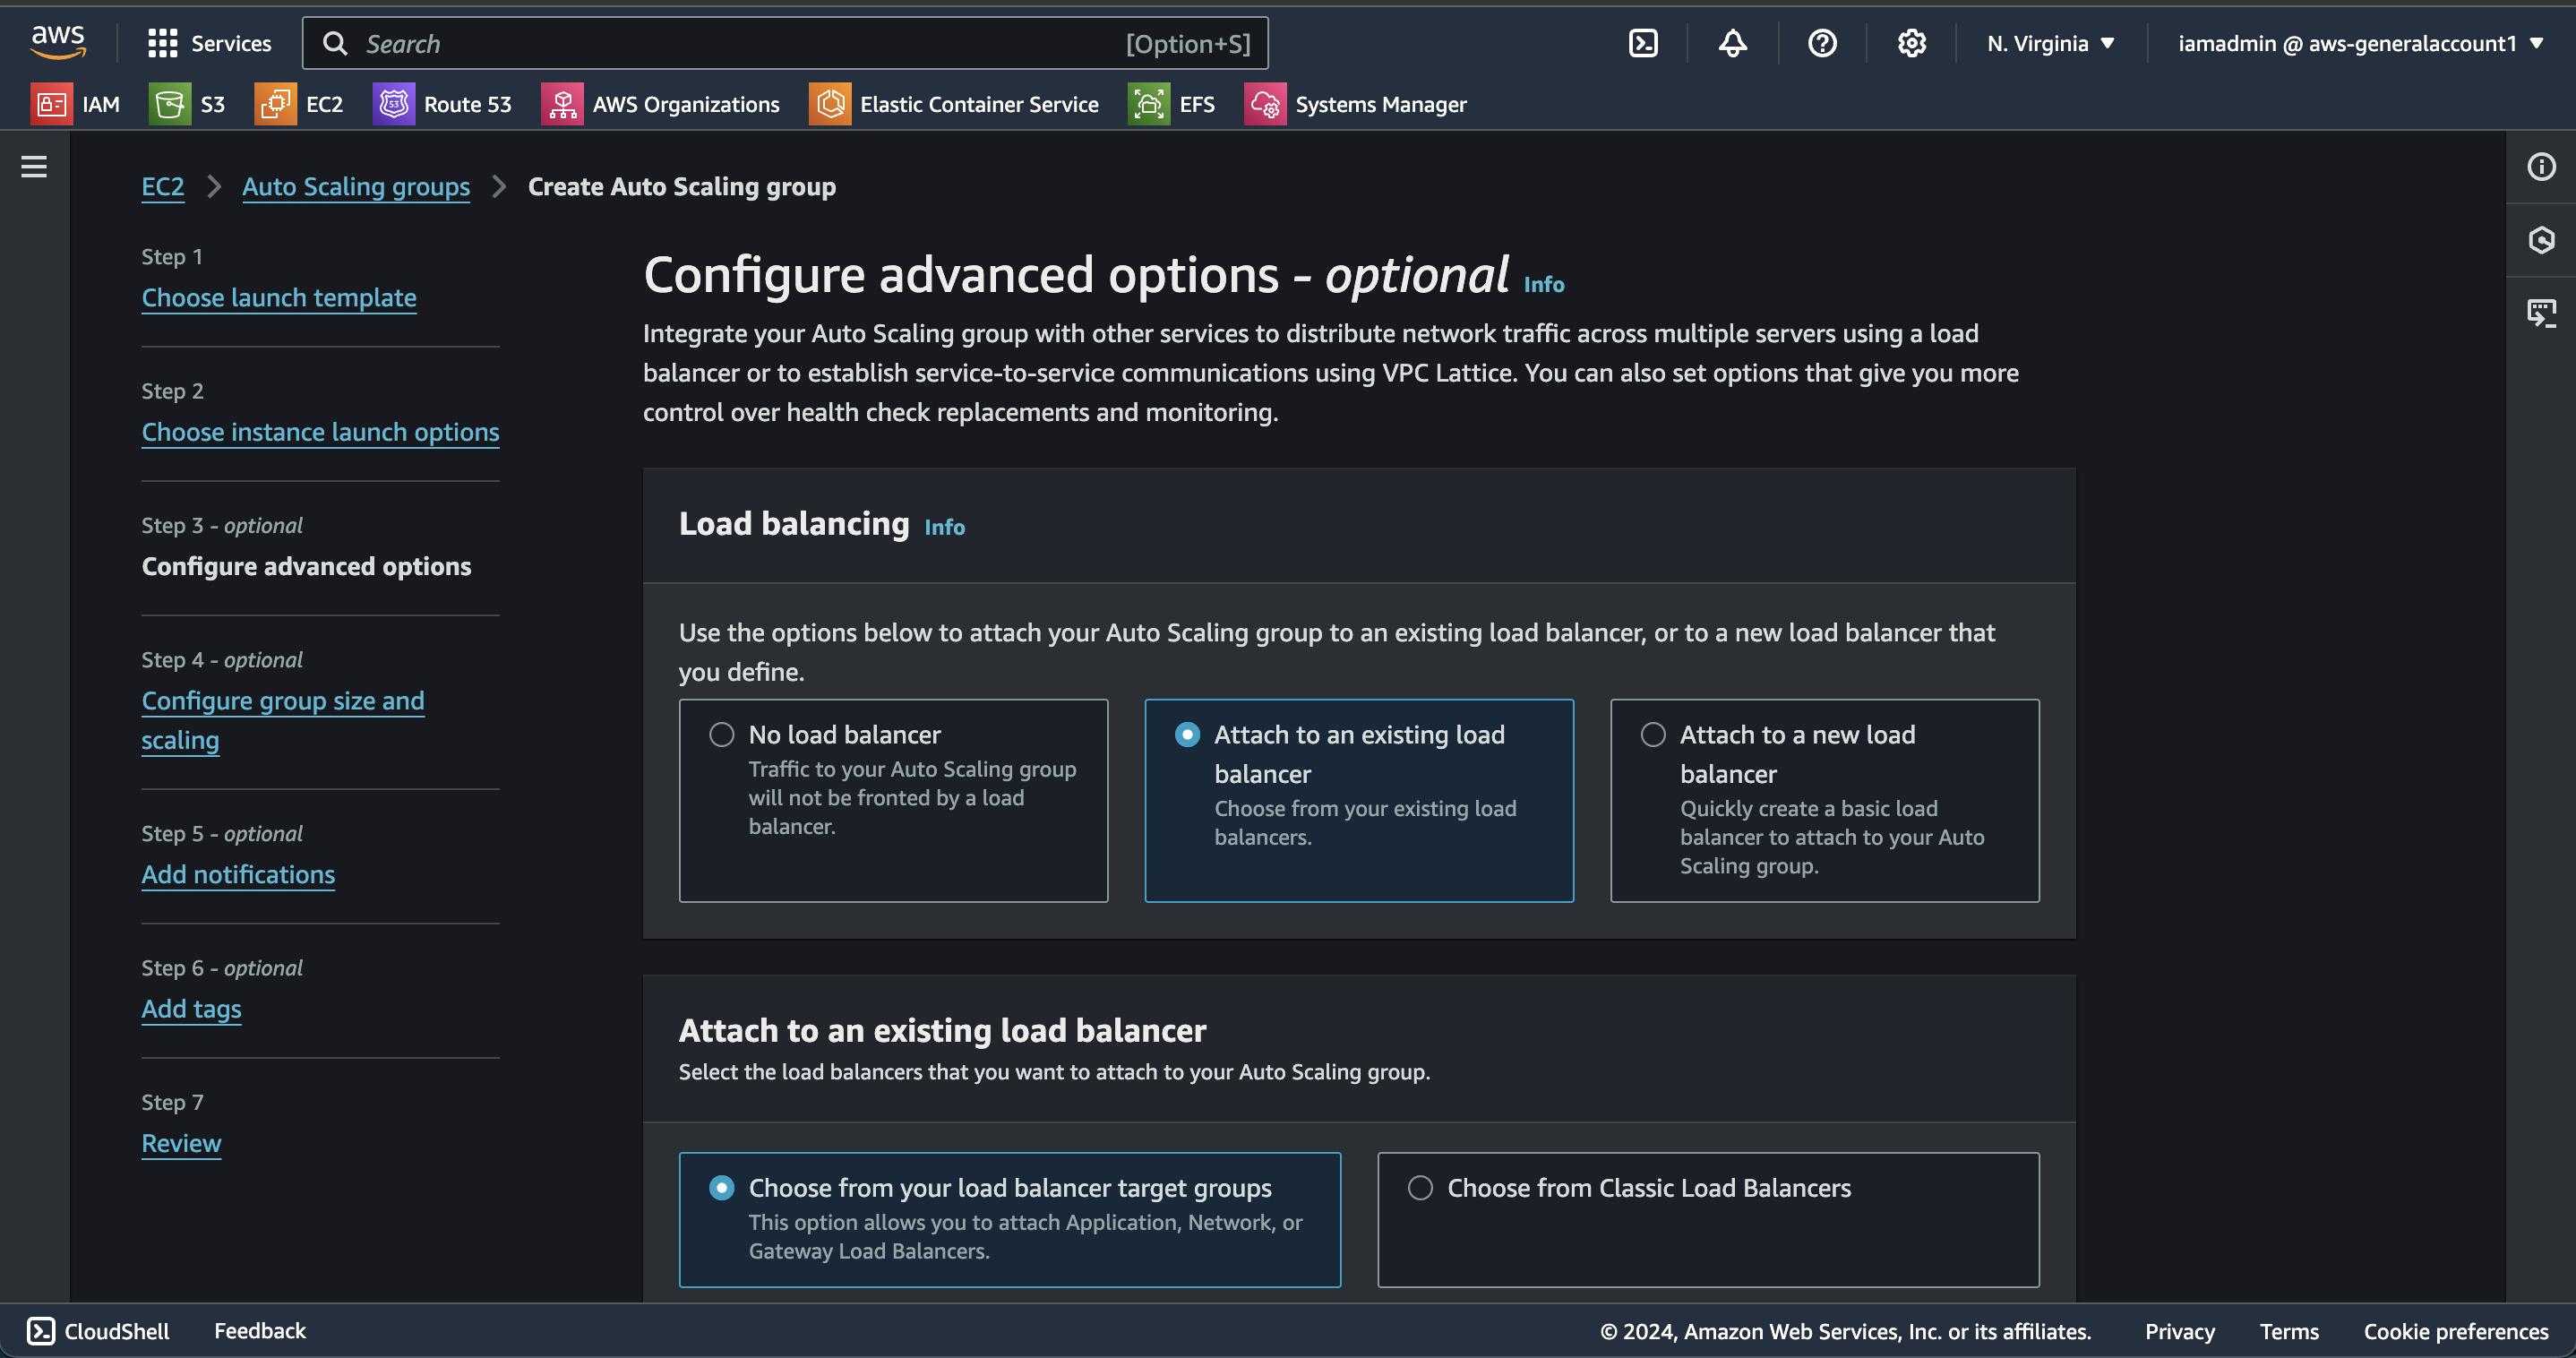 aws
Services
Search
[Option+S]
N. Virginia
iamadmin @ aws-generalaccount1
IAM
S3
EC2
53
Route 53
AWS Organizations
Elastic Container Service
EFS
Systems Manager
EC2
Auto Scaling groups
Create Auto Scaling group
Step 1
Choose launch template
Step 2
Choose instance launch options
Step 3 - optional
Configure advanced options
Step 4 - optional
Configure group size and
scaling
Step 5 - optional
Add notifications
Step 6 - optional
Add tags
Step 7
Review
Configure advanced options - optional Info
Integrate your Auto Scaling group with other services to distribute network traffic across multiple servers using a load
balancer or to establish service-to-service communications using VPC Lattice. You can also set options that give you more
control over health check replacements and monitoring.
Load balancing Info
Use the options below to attach your Auto Scaling group to an existing load balancer, or to a new load balancer that
you define.
No load balancer
Traffic to your Auto Scaling group
will not be fronted by a load
balancer.
Attach to an existing load
balancer
Choose from your existing load
balancers.
Attach to a new load
balancer
Quickly create a basic load
balancer to attach to your Auto
Scaling group.
Attach to an existing load balancer
Select the load balancers that you want to attach to your Auto Scaling group.
Choose from your load balancer target groups
This option allows you to attach Application, Network, or
Gateway Load Balancers.
Choose from Classic Load Balancers
CloudShell
Feedback
© 2024, Amazon Web Services, Inc. or its affiliates.
Privacy
Terms
Cookie preferences